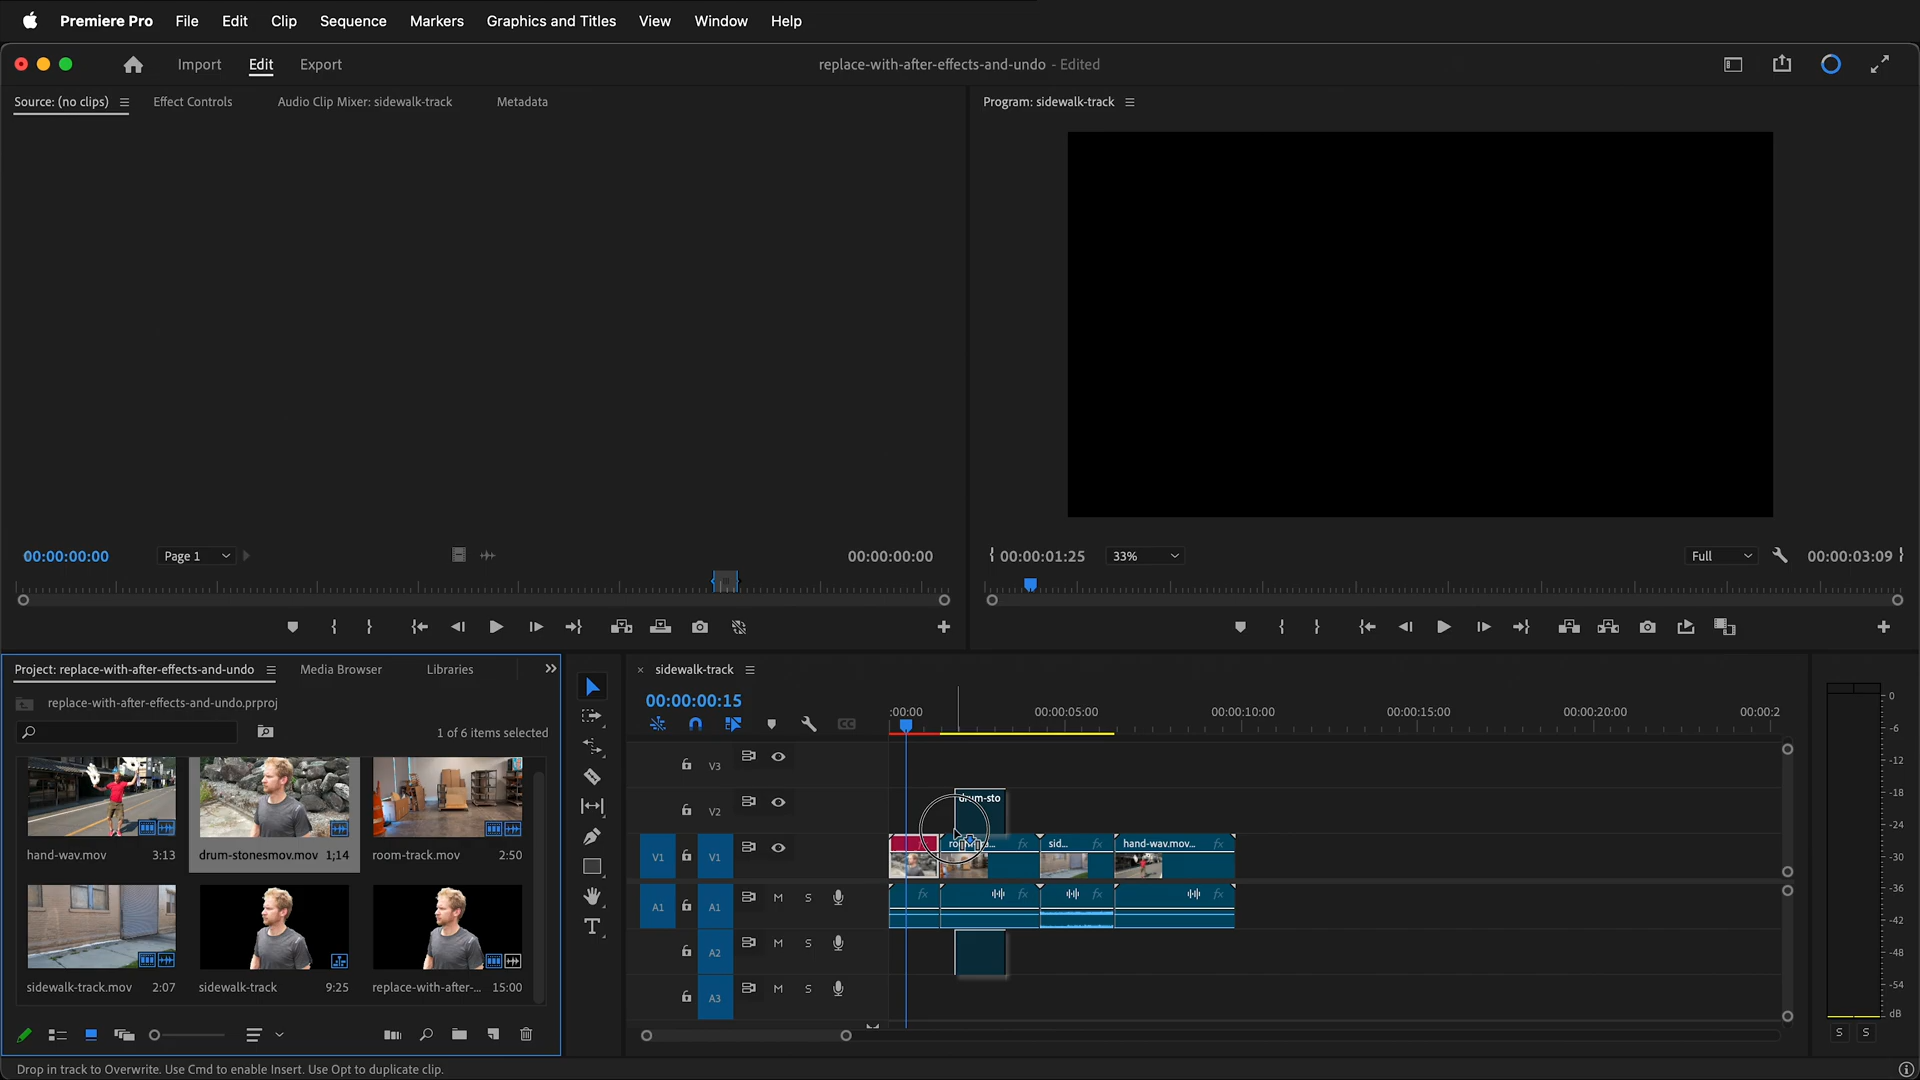 Premiere Pro File Edit Clip Sequence Markers Graphics and Titles View Window Help
Import Edit Export
replace-with-after-effects-and-undo - Edited
Source: (no clips) Effect Controls Audio Clip Mixer: sidewalk-track Metadata
Program: sidewalk-track
00:00:00:00 Page 1 00:00:00:00
00:00:01:25 33% Full 00:00:03:09
Project: replace-with-after-effects-and-undo Media Browser Libraries
replace-with-after-effects-and-undo.prproj
1 of 6 items selected
hand-wav.mov 3:13
drum-stonesmov.mov 1;14
room-track.mov 2:50
sidewalk-track.mov 2:07
sidewalk-track 9:25
replace-with-after-... 15:00
× sidewalk-track
00:00:00:15
CC
:00:00 00:00:05:00 00:00:10:00 00:00:15:00 00:00:20:00 00:00:2
V3
V2
drum-sto
V1 V1
fx sid... fx hand-wav.mov... fx
A1 A1 M S
fx fx fx fx
A2 M S
A3 M S
0
-6
-12
-18
-24
-30
-36
-42
-48
-54
dB
S S
Drop in track to Overwrite. Use Cmd to enable Insert. Use Opt to duplicate clip.